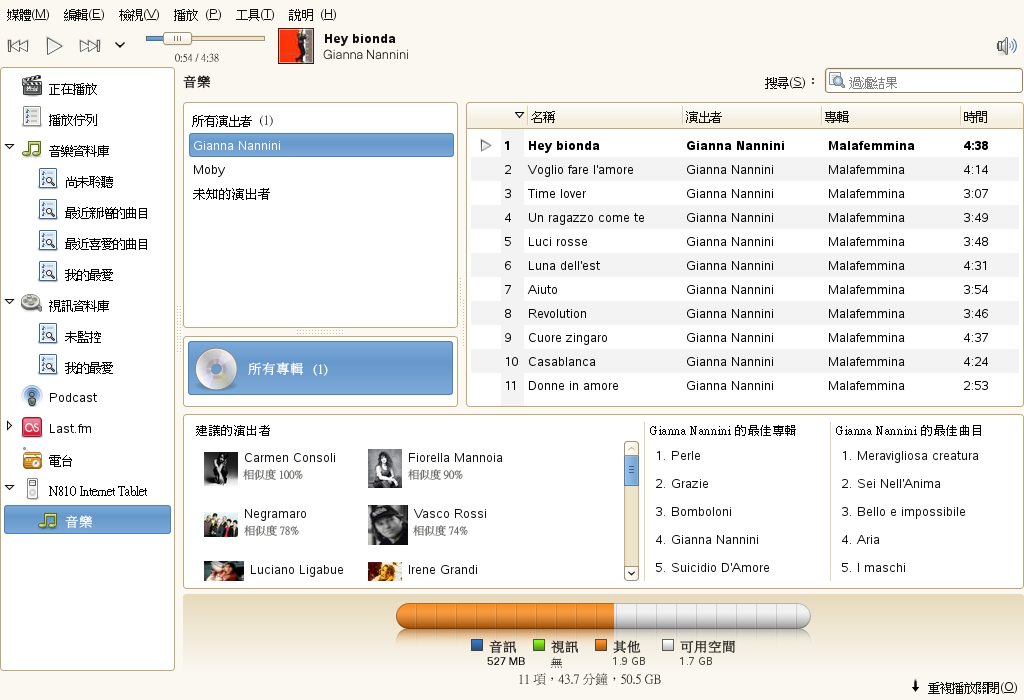 媒體(M) 編輯(E) 檢視(V) 播放 (P) 工具(T) 說明 (H)
0:54 / 4:38
Hey bionda
Gianna Nannini
正在播放
播放佇列
音樂資料庫
尚未聆聽
最近新增的曲目
最近喜愛的曲目
我的最愛
視訊資料庫
未監控
我的最愛
Podcast
Last.fm
電台
N810 Internet Tablet
音樂
音樂
搜尋(S)：
過濾結果
所有演出者 (1)
Gianna Nannini
Moby
未知的演出者
所有專輯 (1)
名稱 演出者 專輯 時間
1 Hey bionda Gianna Nannini Malafemmina 4:38
2 Voglio fare l'amore Gianna Nannini Malafemmina 4:14
3 Time lover Gianna Nannini Malafemmina 3:07
4 Un ragazzo come te Gianna Nannini Malafemmina 3:49
5 Luci rosse Gianna Nannini Malafemmina 3:48
6 Luna dell'est Gianna Nannini Malafemmina 4:31
7 Aiuto Gianna Nannini Malafemmina 3:54
8 Revolution Gianna Nannini Malafemmina 3:46
9 Cuore zingaro Gianna Nannini Malafemmina 4:37
10 Casablanca Gianna Nannini Malafemmina 4:24
11 Donne in amore Gianna Nannini Malafemmina 2:53
建議的演出者
Carmen Consoli
相似度 100%
Fiorella Mannoia
相似度 90%
Negramaro
相似度 78%
Vasco Rossi
相似度 74%
Luciano Ligabue
Irene Grandi
Gianna Nannini 的最佳專輯
1. Perle
2. Grazie
3. Bomboloni
4. Gianna Nannini
5. Suicidio D'Amore
Gianna Nannini 的最佳曲目
1. Meravigliosa creatura
2. Sei Nell'Anima
3. Bello e impossibile
4. Aria
5. I maschi
音訊 視訊 其他 可用空間
527 MB 無 1.9 GB 1.7 GB
11 項，43.7 分鐘，50.5 GB
重複播放關閉(O)